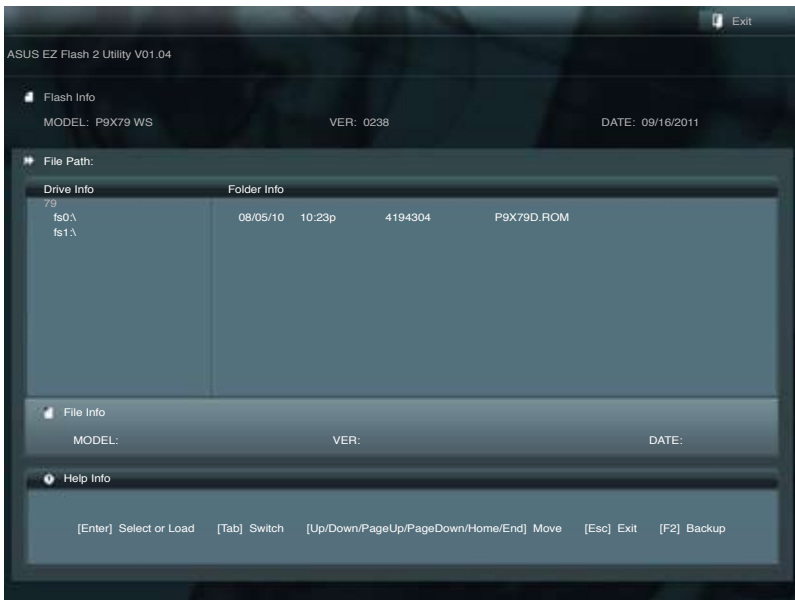 Exit
ASUS EZ Flash 2 Utility V01.04
Flash Info
MODEL: P9X79 WS VER: 0238 DATE: 09/16/2011
File Path:
Drive Info Folder Info
79
fs0:\ 08/05/10 10:23p 4194304 P9X79D.ROM
fs1:\
File Info
MODEL: VER: DATE:
Help Info
[Enter] Select or Load [Tab] Switch [Up/Down/PageUp/PageDown/Home/End] Move [Esc] Exit [F2] Backup